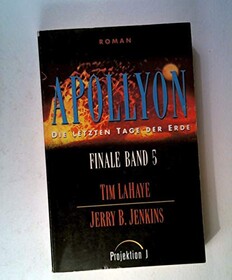 ROMAN
APOLLYON
DIE LETZTEN TAGE DER ERDE
FINALE BAND 5
TIM LAHAYE
JERRY B. JENKINS
Projektion J